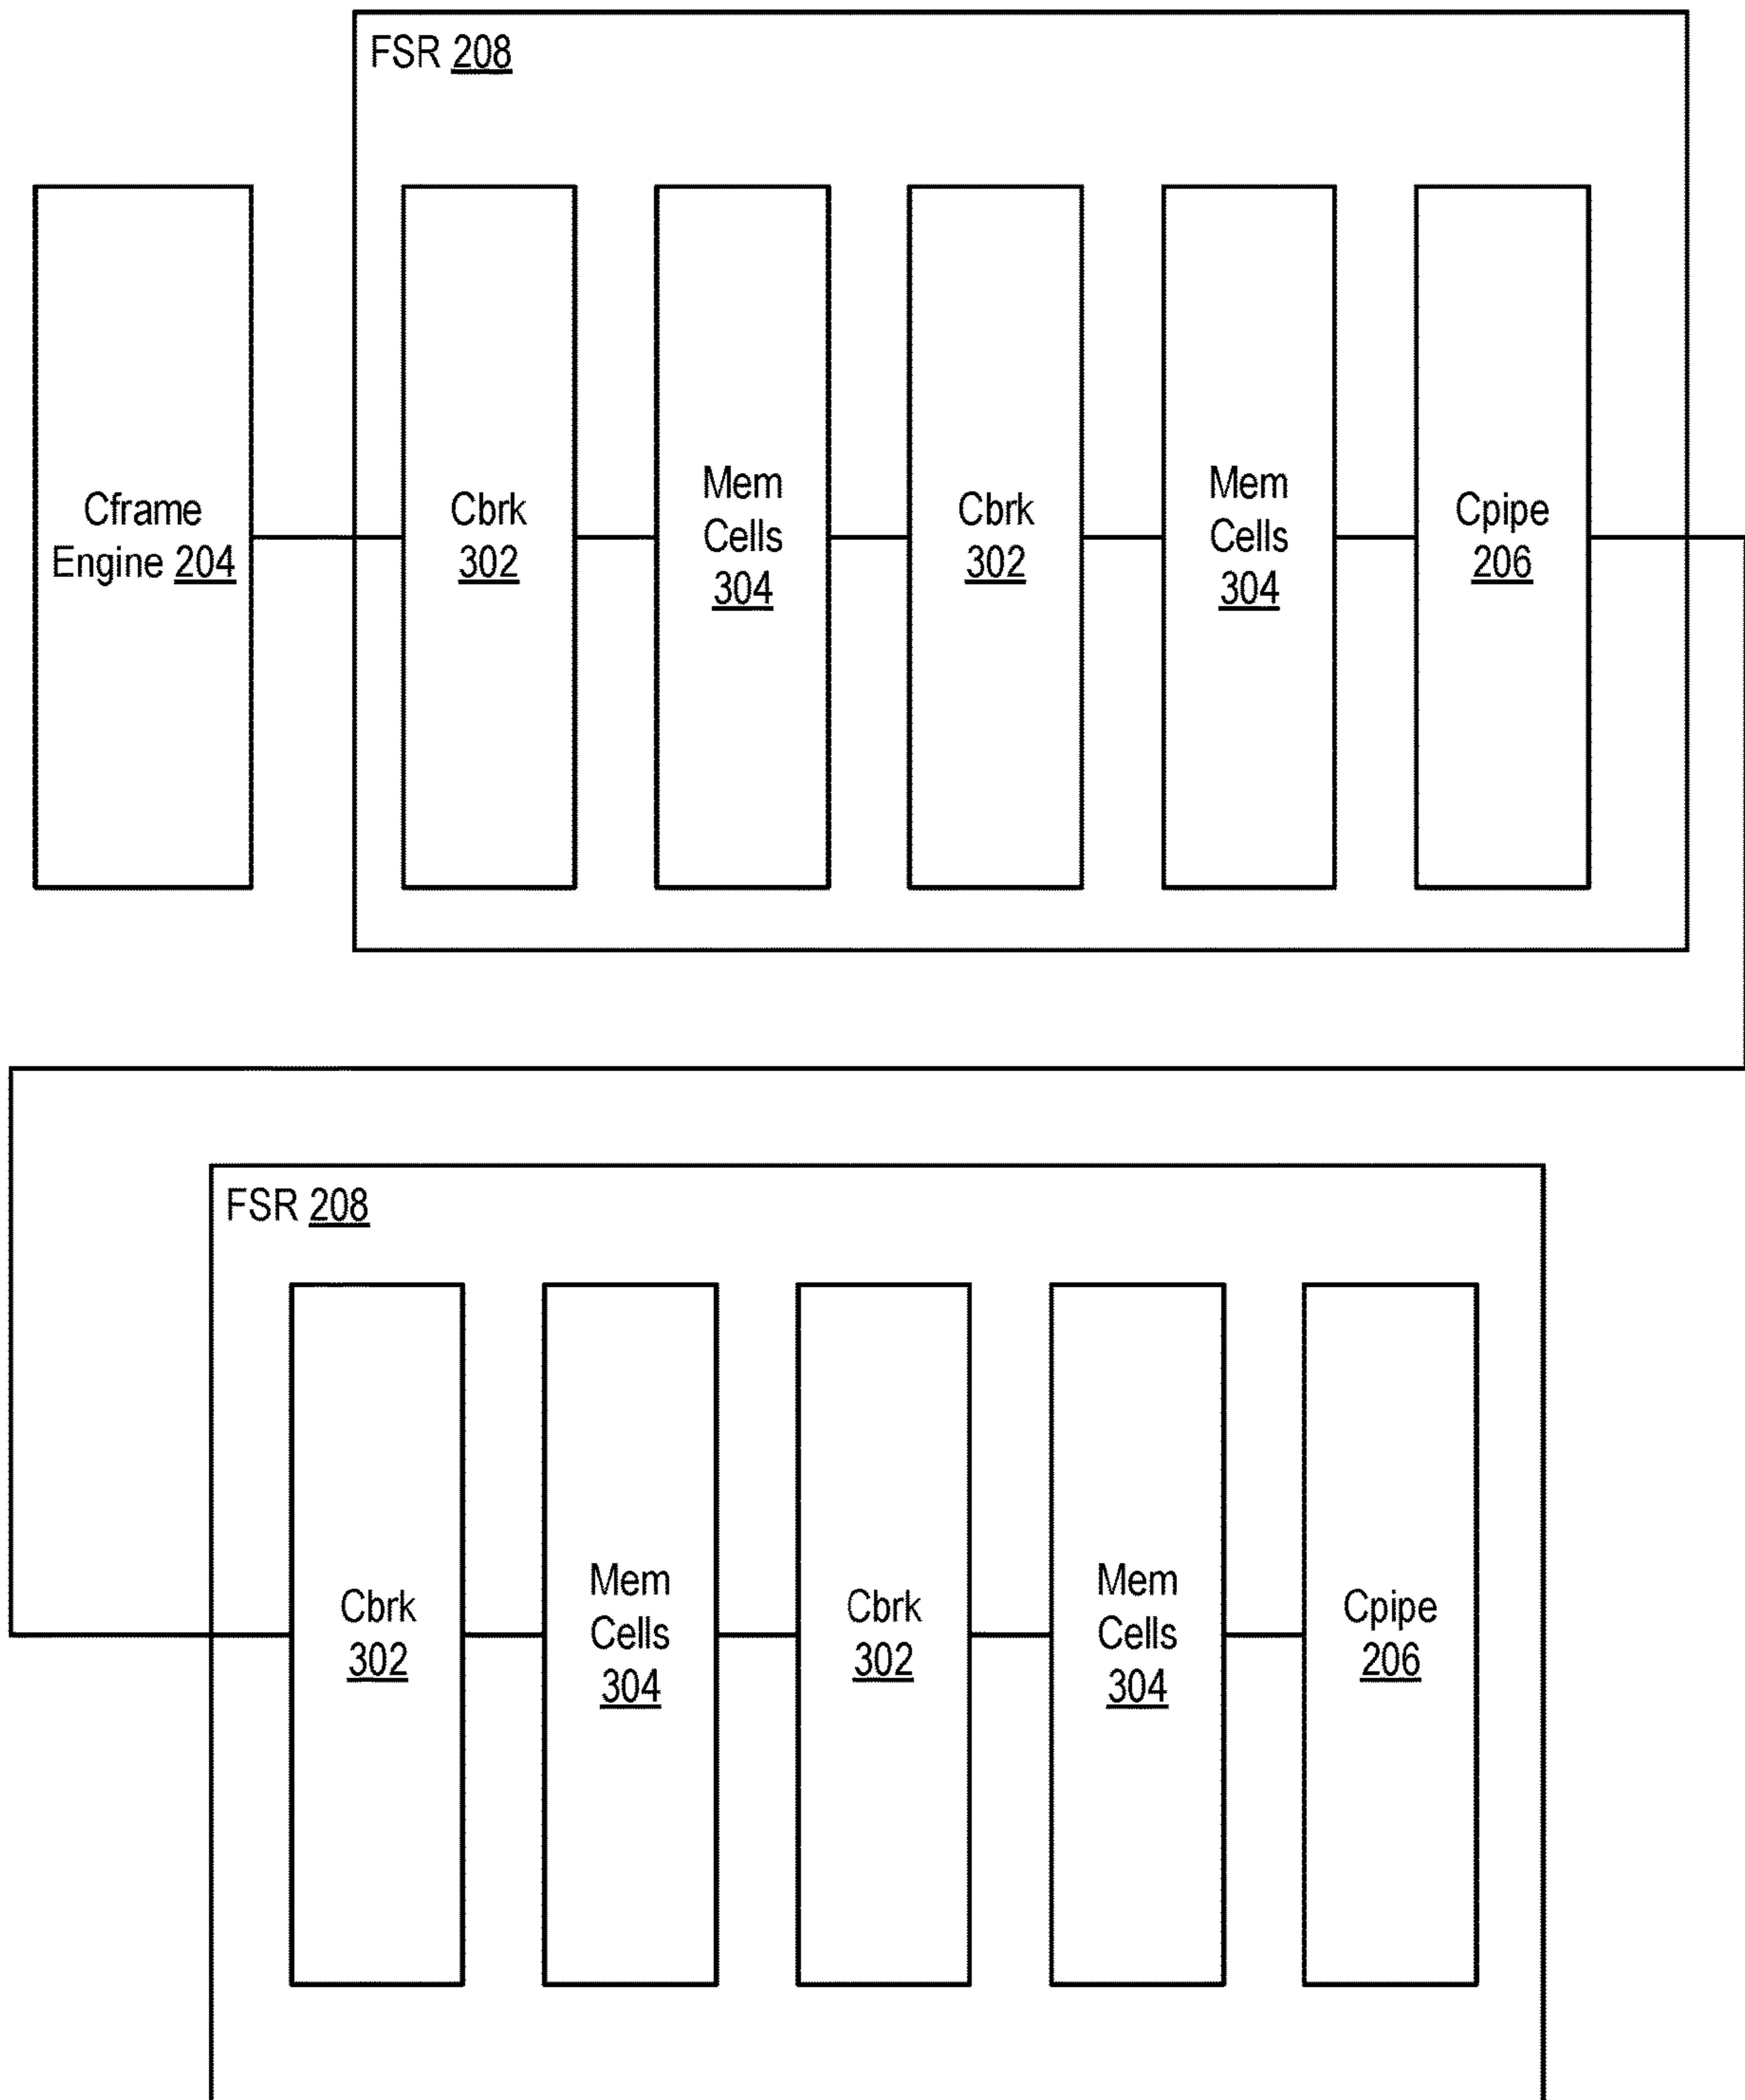 FSR 208
Cframe
Engine 204
Cbrk
302
Mem
Cells
304
Cbrk
302
Mem
Cells
304
Cpipe
206
FSR 208
Cbrk
302
Mem
Cells
304
Cbrk
302
Mem
Cells
304
Cpipe
206